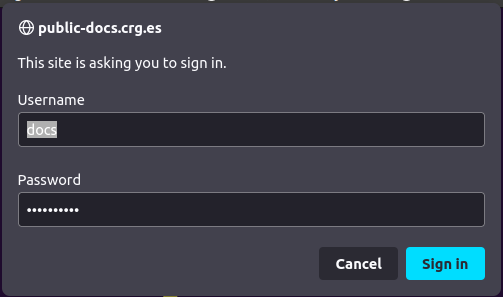 public-docs.crg.es
This site is asking you to sign in.
Username
docs
Password
••••••••••
Cancel
Sign in